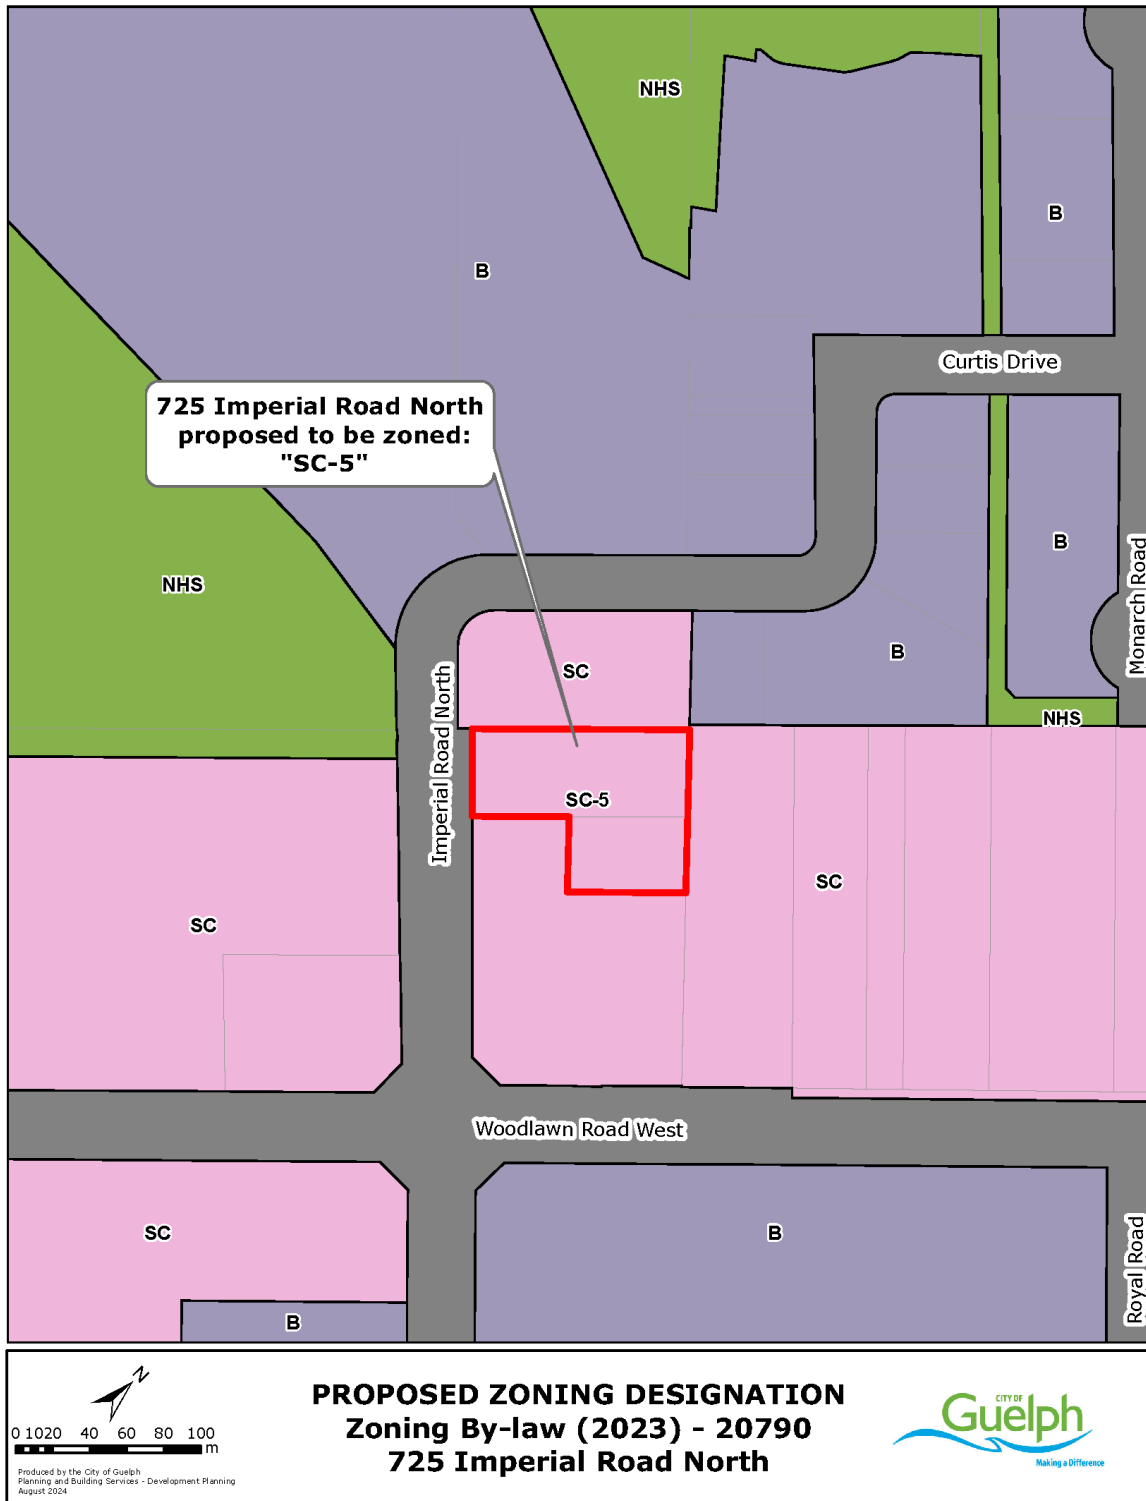 NHS
B
B
Curtis Drive
725 Imperial Road North
proposed to be zoned:
"SC-5"
B
NHS
Monarch Road
B
SC
Imperial Road North
NHS
SC-5
SC
SC
Woodlawn Road West
SC
B
Royal Road
B
N
0 1020 40 60 80 100
m
Produced by the City of Guelph
Planning and Building Services - Development Planning
August 2024
PROPOSED ZONING DESIGNATION
Zoning By-law (2023) - 20790
725 Imperial Road North
CITY OF
Guelph
Making a Difference